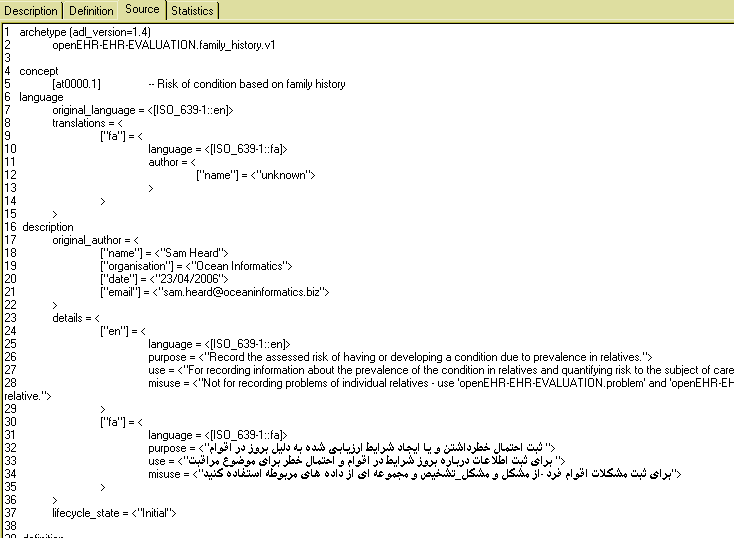 Description Definition Source Statistics
1 archetype (adl_version=1.4)
2 openEHR-EHR-EVALUATION.family_history.v1
3
4 concept
5 [at0000.1] -- Risk of condition based on family history
6 language
7 original_language = <[ISO_639-1::en]>
8 translations = <
9 ["fa"] = <
10 language = <[ISO_639-1::fa]>
11 author = <
12 ["name"] = <"unknown">
13 >
14 >
15 >
16 description
17 original_author = <
18 ["name"] = <"Sam Heard">
19 ["organisation"] = <"Ocean Informatics">
20 ["date"] = <"23/04/2006">
21 ["email"] = <"sam.heard@oceaninformatics.biz">
22 >
23 details = <
24 ["en"] = <
25 language = <[ISO_639-1::en]>
26 purpose = <"Record the assessed risk of having or developing a condition due to prevalence in relatives.">
27 use = <"For recording information about the prevalence of the condition in relatives and quantifying risk to the subject of care
28 misuse = <"Not for recording problems of individual relatives - use 'openEHR-EHR-EVALUATION.problem' and 'openEHR-EH
relative.">
29 >
30 ["fa"] = <
31 language = <[ISO_639-1::fa]>
32 purpose = <"ثبت احتمال خطرداشتن و یا ایجاد شرایط ارزیابی شده به دلیل بروز در اقوام ">
33 use = <"برای ثبت اطلاعات درباره بروز شرایط در اقوام و احتمال خطر برای موضوع مراقبت ">
34 misuse = <"برای ثبت مشکلات اقوام فرد -از مشکل و مشکل_تشخیص و مجموعه ای از داده های مربوطه استفاده کنید">
35 >
36 >
37 lifecycle_state = <"Initial">
38